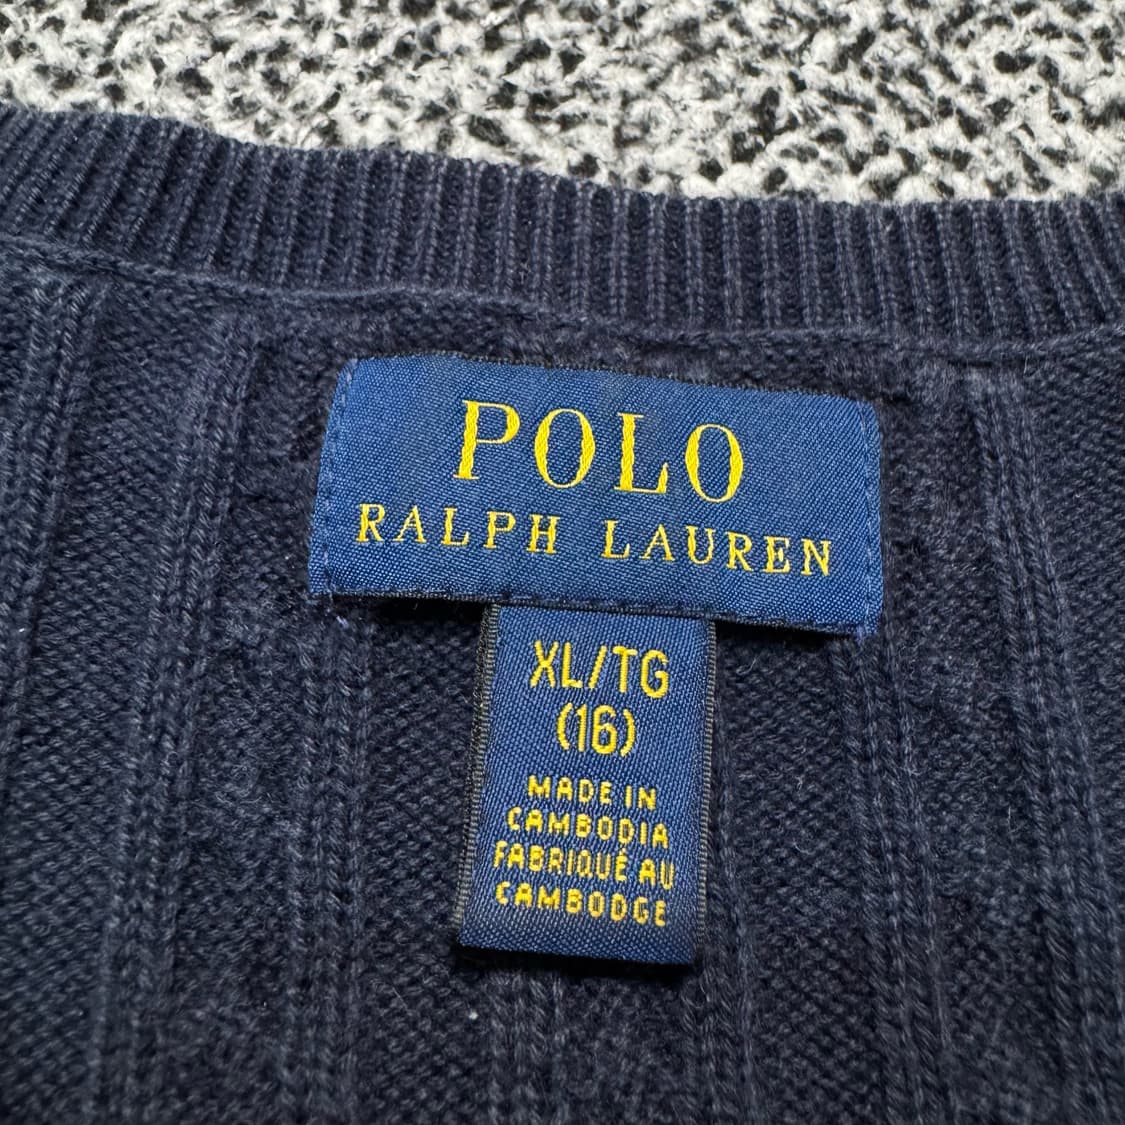 POLO
RALPH LAUREN
XL/TG
(16)
MADE IN
CAMBODIA
FABRIQUÉ AU
CAMBODGE